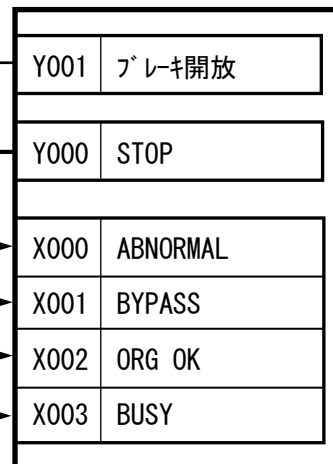 Y001 ﾌﾞﾚｰｷ開放
Y000 STOP
X000 ABNORMAL
X001 BYPASS
X002 ORG OK
X003 BUSY